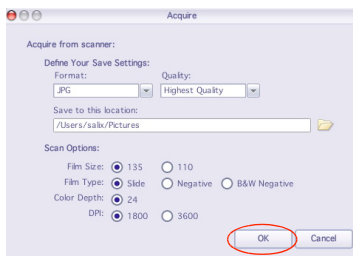 Acquire
Acquire from scanner:
Define Your Save Settings:
Format: Quality:
JPG Highest Quality
Save to this location:
/Users/salix/Pictures
Scan Options:
Film Size: 135 110
Film Type: Slide Negative B&W Negative
Color Depth: 24
DPI: 1800 3600
OK Cancel